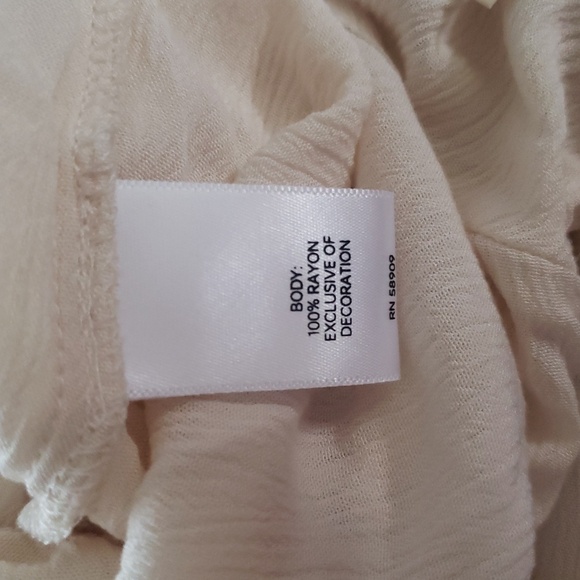 BODY:
100% RAYON
EXCLUSIVE OF
DECORATION
RN 58909